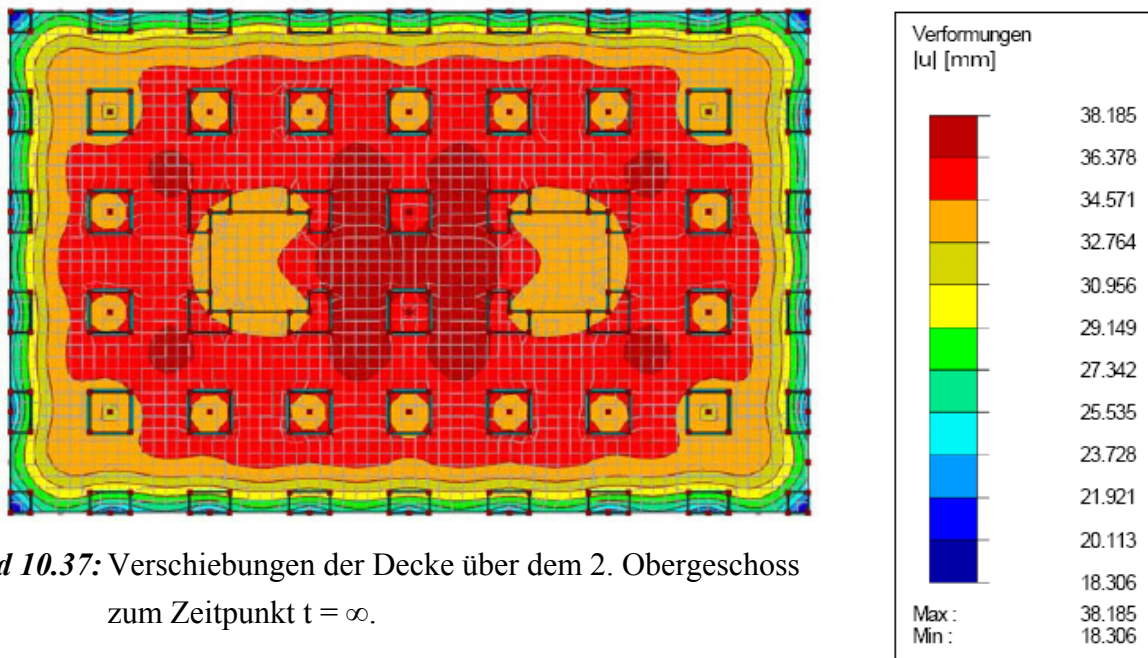 Verformungen
|u| [mm]
38.185
36.378
34.571
32.764
30.956
29.149
27.342
25.535
23.728
21.921
20.113
18.306
Max : 38.185
Min : 18.306
d 10.37: Verschiebungen der Decke über dem 2. Obergeschoss
zum Zeitpunkt t = ∞.